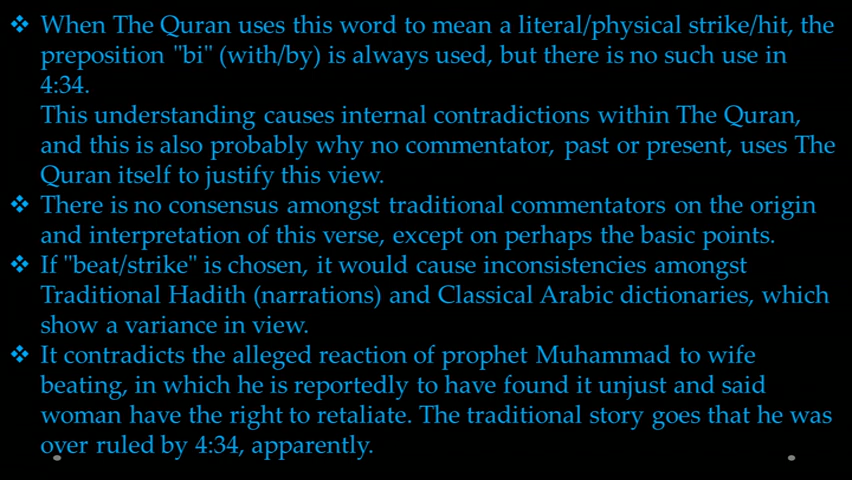 ❖ When The Quran uses this word to mean a literal/physical strike/hit, the
preposition "bi" (with/by) is always used, but there is no such use in
4:34.
This understanding causes internal contradictions within The Quran,
and this is also probably why no commentator, past or present, uses The
Quran itself to justify this view.
❖ There is no consensus amongst traditional commentators on the origin
and interpretation of this verse, except on perhaps the basic points.
❖ If "beat/strike" is chosen, it would cause inconsistencies amongst
Traditional Hadith (narrations) and Classical Arabic dictionaries, which
show a variance in view.
❖ It contradicts the alleged reaction of prophet Muhammad to wife
beating, in which he is reportedly to have found it unjust and said
woman have the right to retaliate. The traditional story goes that he was
over ruled by 4:34, apparently.